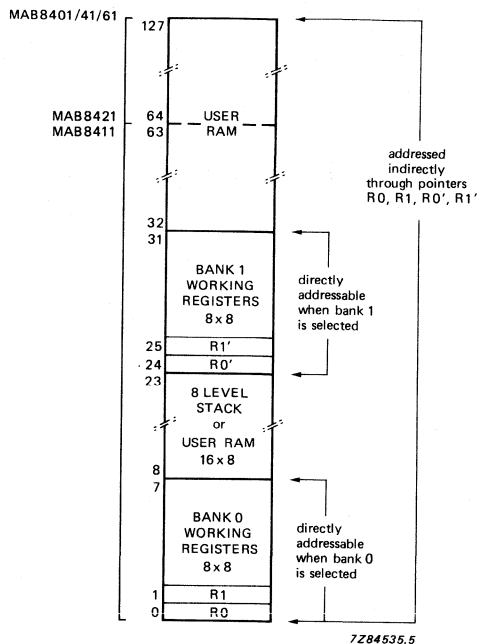 MAB8401/41/61
127
MAB8421 64 USER
MAB8411 63 RAM
addressed
indirectly
through pointers
R0, R1, R0', R1'
32
31
BANK 1
WORKING
REGISTERS
8 x 8
directly
addressable
when bank 1
is selected
25 R1'
24 R0'
23
8 LEVEL
STACK
or
USER RAM
16 x 8
8
7
BANK 0
WORKING
REGISTERS
8 x 8
directly
addressable
when bank 0
is selected
1 R1
0 R0
7Z84535.5